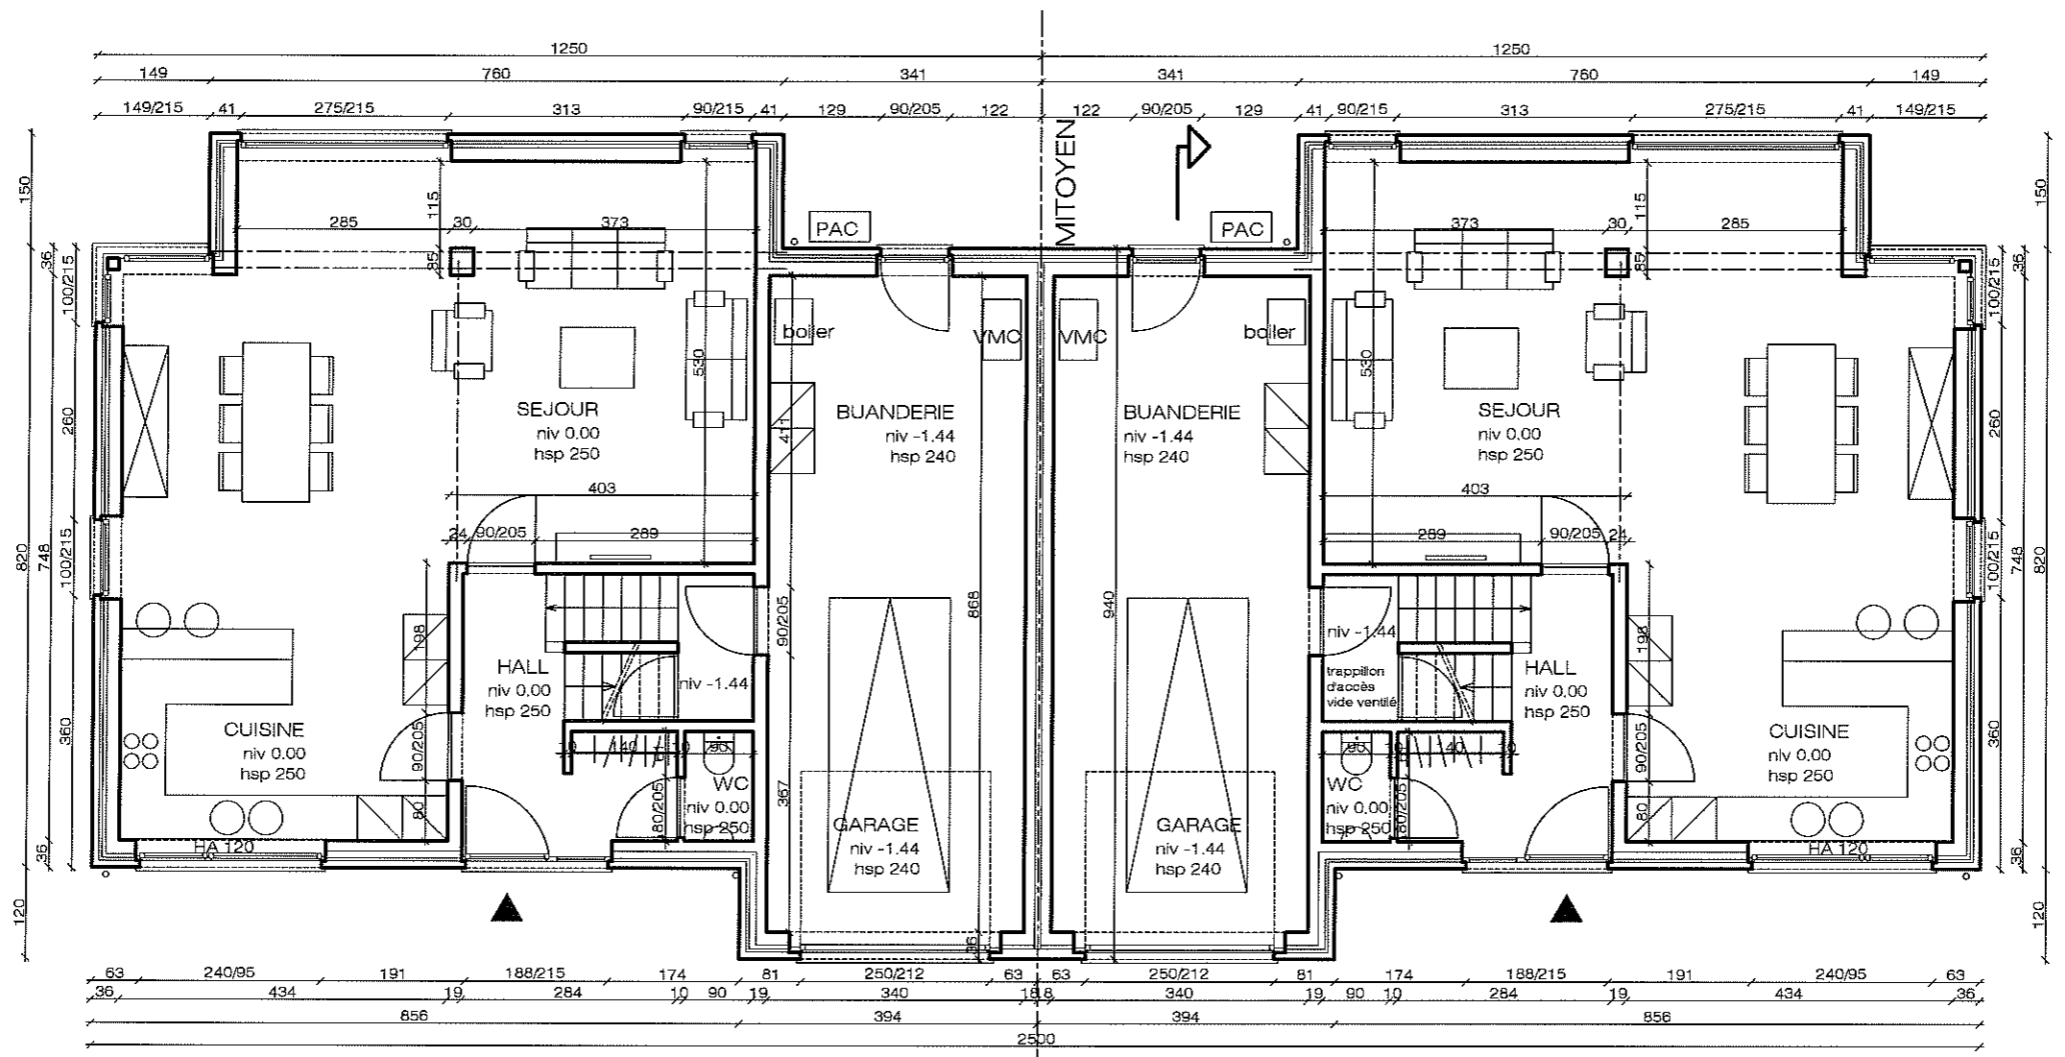 1250 1250
149 760 341 341 760 149
149/215 41 275/215 313 90/215 41 129 90/205 122 122 90/205 129 41 90/215 313 275/215 41 149/215
MITOYEN
150 115 115 150
285 30 373 373 30 285
PAC PAC
36 85 85 36
100/215 100/215
boiler VMC VMC boiler
530 530
260 260
SEJOUR BUANDERIE BUANDERIE SEJOUR
niv 0.00 niv -1.44 niv -1.44 niv 0.00
hsp 250 hsp 240 hsp 240 hsp 250
411
403 403
24 90/205 289 289 90/205 24
820 748 100/215 100/215 748 820
90/205 868 940
198 niv -1.44 198
HALL niv -1.44 HALL
niv 0.00 niv 0.00
hsp 250 hsp 250
trappillon
d'accès
vide ventilé
360 360
CUISINE CUISINE
niv 0.00 niv 0.00
hsp 250 hsp 250
90/205 10 140 10 90 90 10 140 10 90/205
WC WC
niv 0.00 niv 0.00
hsp 250 hsp 250
80 80/205 367 80/205 80
GARAGE GARAGE
niv -1.44 niv -1.44
hsp 240 hsp 240
HA 120 HA 120
36 36
120 36 120
63 240/95 191 188/215 174 81 250/212 63 63 250/212 81 174 188/215 191 240/95 63
36 434 19 284 10 90 19 340 18 18 340 19 90 10 284 19 434 36
856 394 394 856
2500